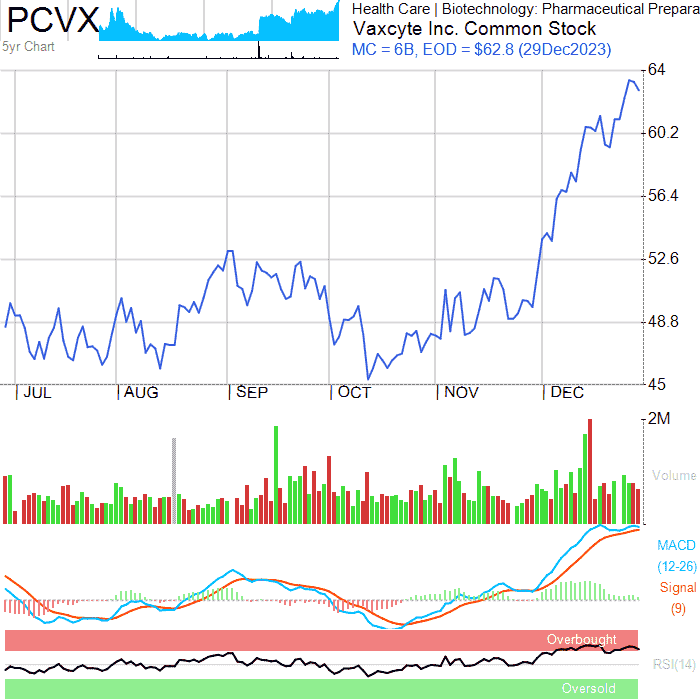 PCVX
5yr Chart
Health Care | Biotechnology: Pharmaceutical Prepara
Vaxcyte Inc. Common Stock
MC = 6B, EOD = $62.8 (29Dec2023)
64
60.2
56.4
52.6
48.8
45
JUL AUG SEP OCT NOV DEC
2M
Volume
MACD
(12-26)
Signal
(9)
Overbought
RSI(14)
Oversold